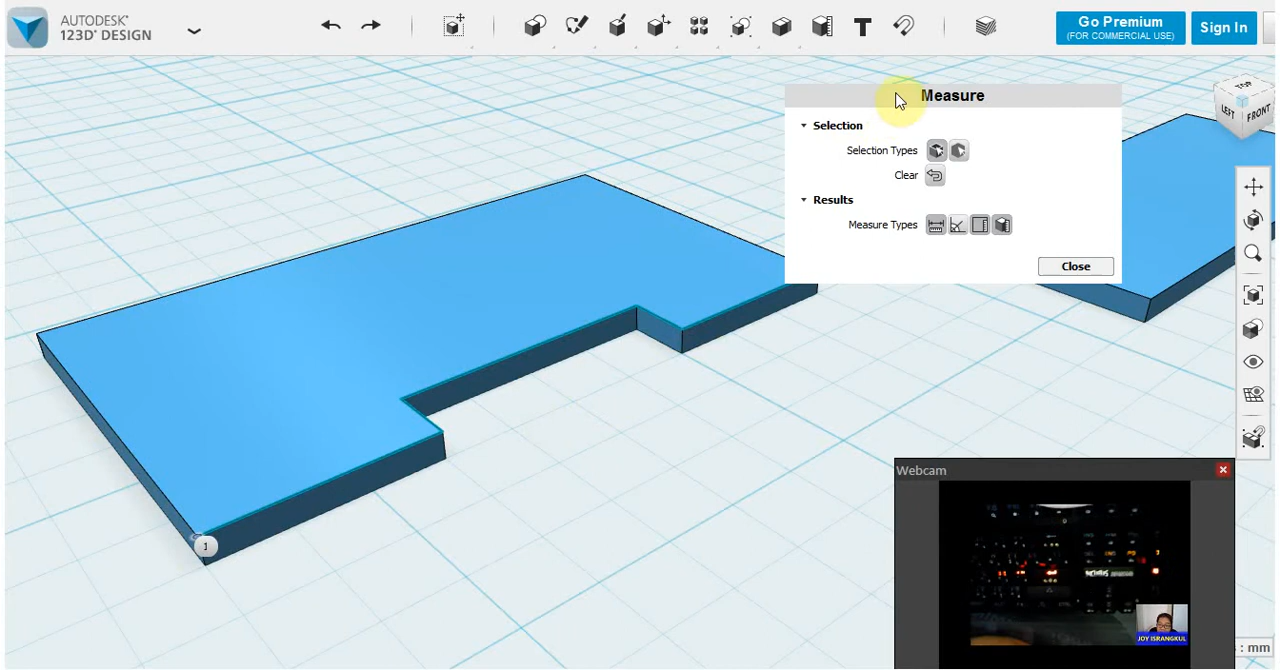 AUTODESK®
123D® DESIGN
Go Premium
(FOR COMMERCIAL USE)
Sign In
Measure
Selection
Selection Types
Clear
Results
Measure Types
Close
TOP
LEFT
FRONT
1
Webcam
JOY ISRANGKUL
: mm